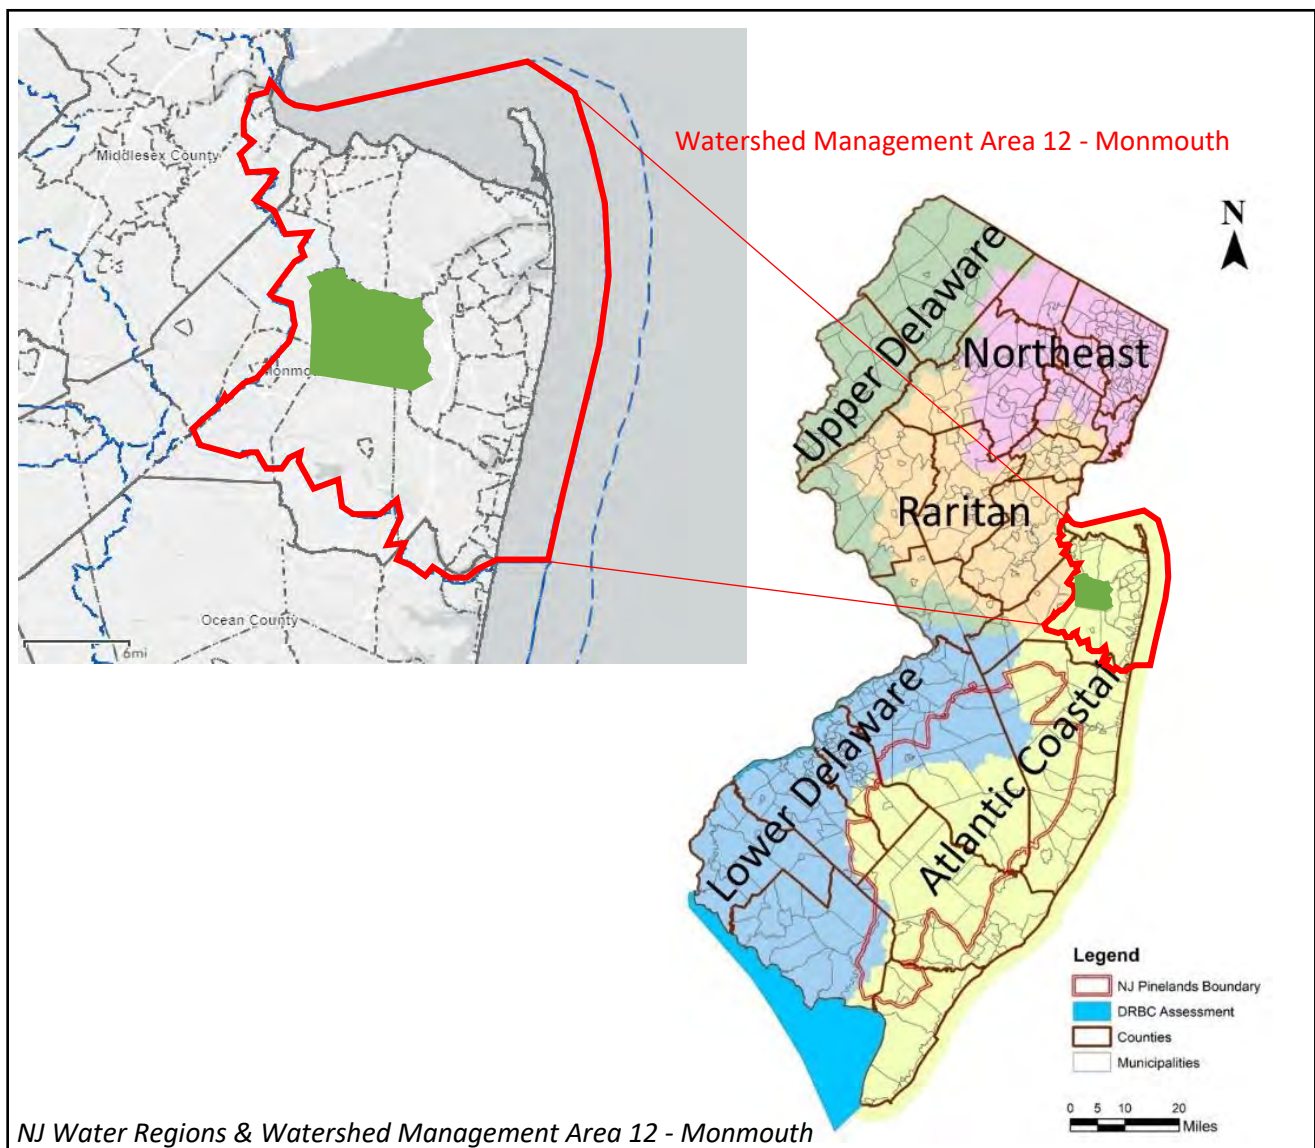 Middlesex County
Monmo
Ocean County
6mi
Watershed Management Area 12 - Monmouth
N
Upper Delaware
Northeast
Raritan
Lower Delaware
Atlantic Coastal
Legend
NJ Pinelands Boundary
DRBC Assessment
Counties
Municipalities
0 5 10 20
Miles
NJ Water Regions & Watershed Management Area 12 - Monmouth